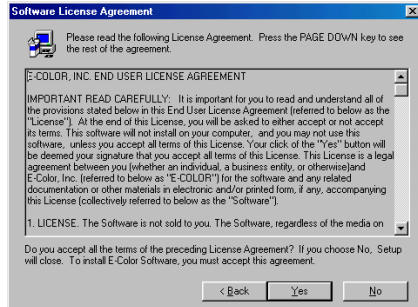 Software License Agreement
Please read the following License Agreement. Press the PAGE DOWN key to see
the rest of the agreement.
E-COLOR, INC. END USER LICENSE AGREEMENT
IMPORTANT READ CAREFULLY: It is important for you to read and understand all of
the provisions stated below in this End User License Agreement (referred to below as the
"License"). At the end of this License, you will be asked to either accept or not accept
its terms. This software will not install on your computer, and you may not use this
software, unless you accept all terms of this License. Your click of the "Yes" button will
be deemed your signature that you accept all terms of this License. This License is a legal
agreement between you (whether an individual, a business entity, or otherwise)and
E-Color, Inc. (referred to below as "E-COLOR") for the software and any related
documentation or other materials in electronic and/or printed form, if any, accompanying
this License (collectively referred to below as the "Software").
1. LICENSE. The Software is not sold to you. The Software, regardless of the media on
Do you accept all the terms of the preceding License Agreement? If you choose No, Setup
will close. To install E-Color Software, you must accept this agreement.
< Back Yes No